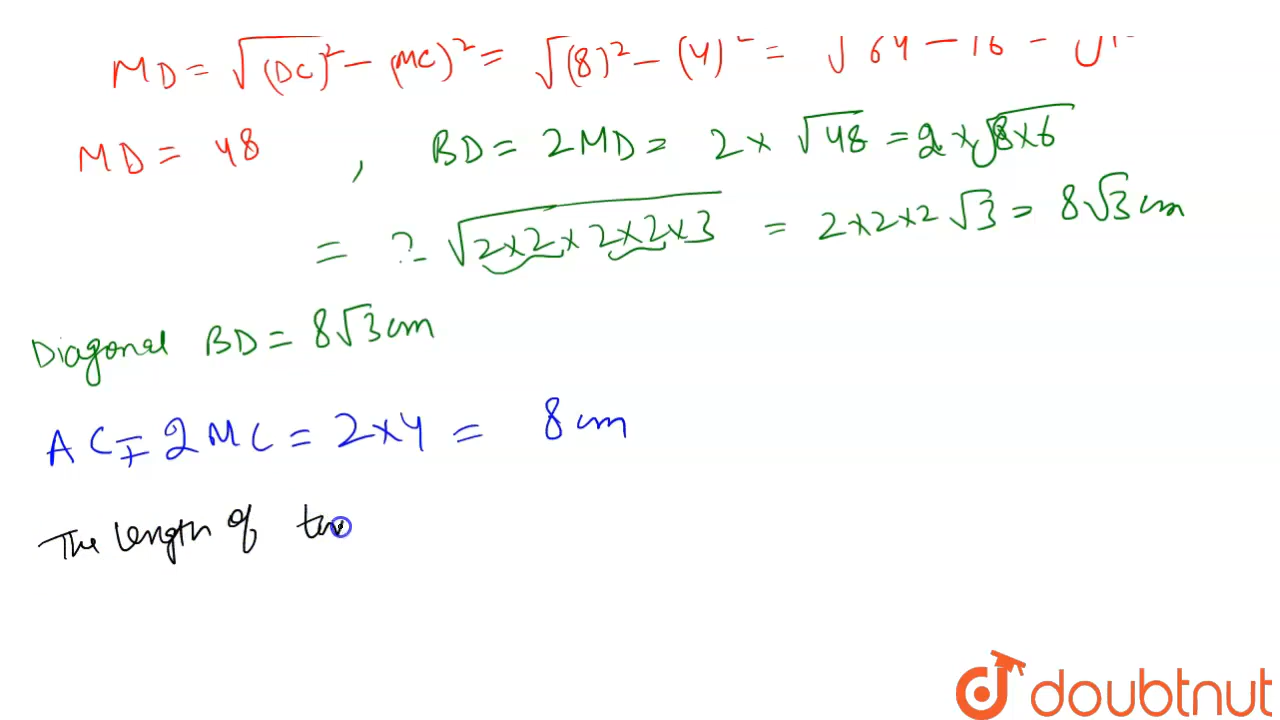 MD = √(DC)² - (MC)² = √(8)² - (4)² = √64 - 16 =
MD = 48 , BD = 2MD = 2 × √48 = 2 × √8×6
= 2 √2×2×2×2×3 = 2×2×2√3 = 8√3 cm
Diagonal BD = 8√3 cm
AC = 2MC = 2×4 = 8 cm
The length of tw
doubtnut